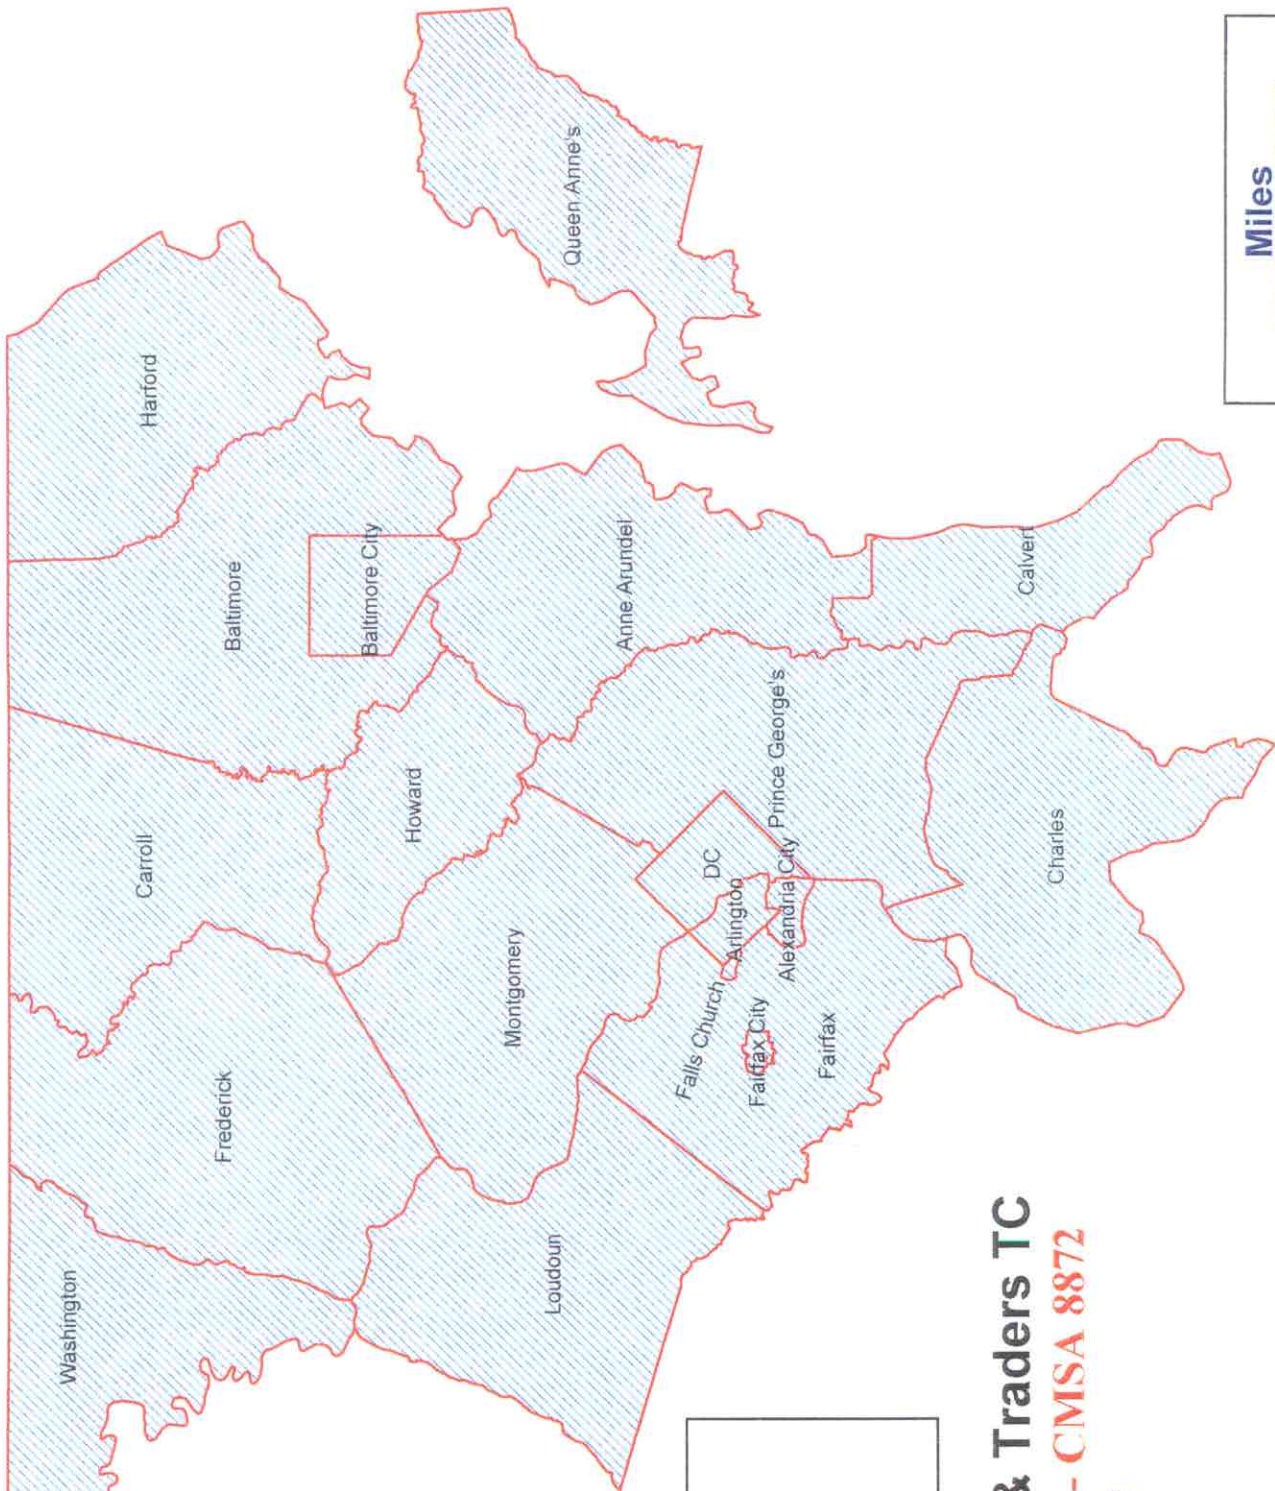 Harford
Queen Anne's
Baltimore
Baltimore City
Anne Arundel
Calvert
Carroll
Howard
Prince George's
DC
Arlington
Alexandria City
Charles
Frederick
Montgomery
Falls Church
Fairfax City
Fairfax
Washington
Loudoun
Miles
& Traders TC
- CMSA 8872